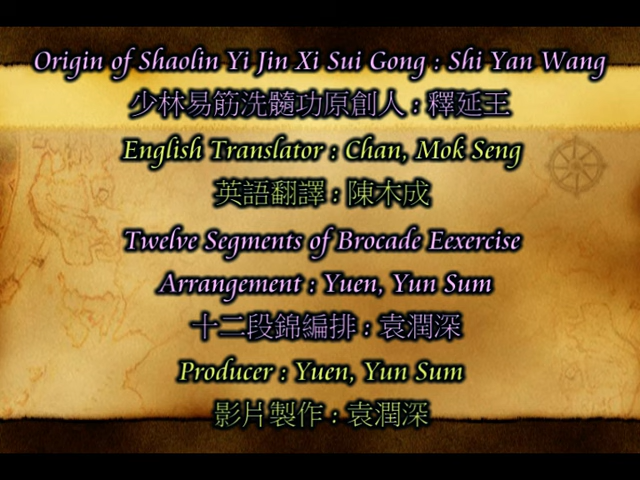 Origin of Shaolin Yi Jin Xi Sui Gong : Shi Yan Wang
少林易筋洗髓功原創人 : 釋延王
English Translator : Chan, Mok Seng
英語翻譯 : 陳木成
Twelve Segments of Brocade Eexercise
Arrangement : Yuen, Yun Sum
十二段錦編排 : 袁潤深
Producer : Yuen, Yun Sum
影片製作 : 袁潤深